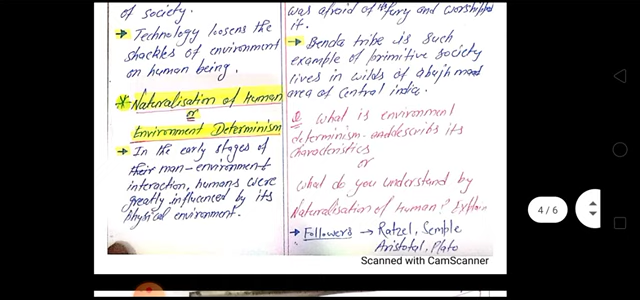 of society.
→ Technology loosens the
shackles of environment
on human being.
* Naturalisation of Human
or
Environment Determinism
→ In the early stages of
their man-environment
interaction, humans were
greatly influenced by its
physical environment.
was afraid of its fury and worshipped
it.
→ Benda tribe is such
example of primitive society
lives in wilds of Abujhmad
area of Central india.
Q. What is environment
determinism and describs its
characteristics
or
What do you understand by
Naturalisation of Human?
→ Followers → Ratzel, Semple
Aristotal, Plato
Scanned with CamScanner
4 / 6